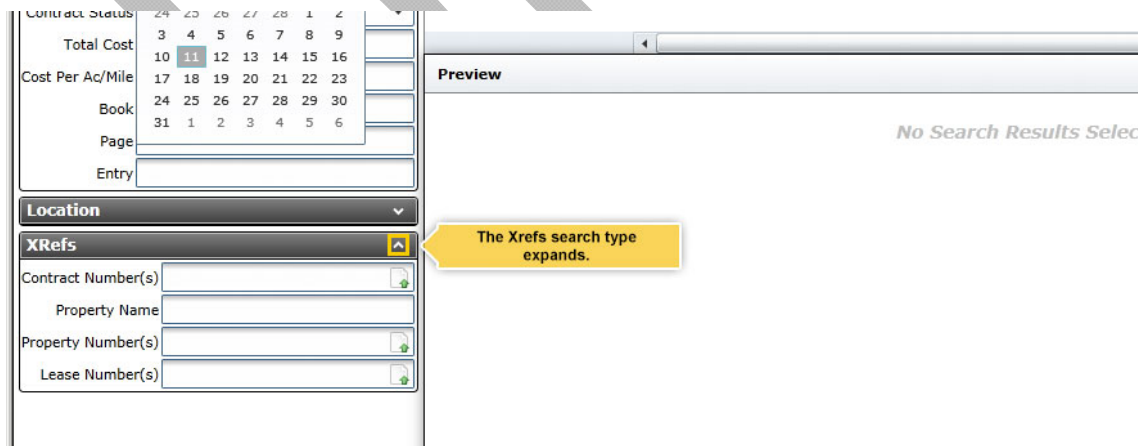 Contract Status 24 25 26 27 28 1 2
Total Cost 3 4 5 6 7 8 9
10 11 12 13 14 15 16
Cost Per Ac/Mile 17 18 19 20 21 22 23
Book 24 25 26 27 28 29 30
31 1 2 3 4 5 6
Page
Entry
Location
XRefs
Contract Number(s)
Property Name
Property Number(s)
Lease Number(s)
Preview
No Search Results Selec
The Xrefs search type
expands.